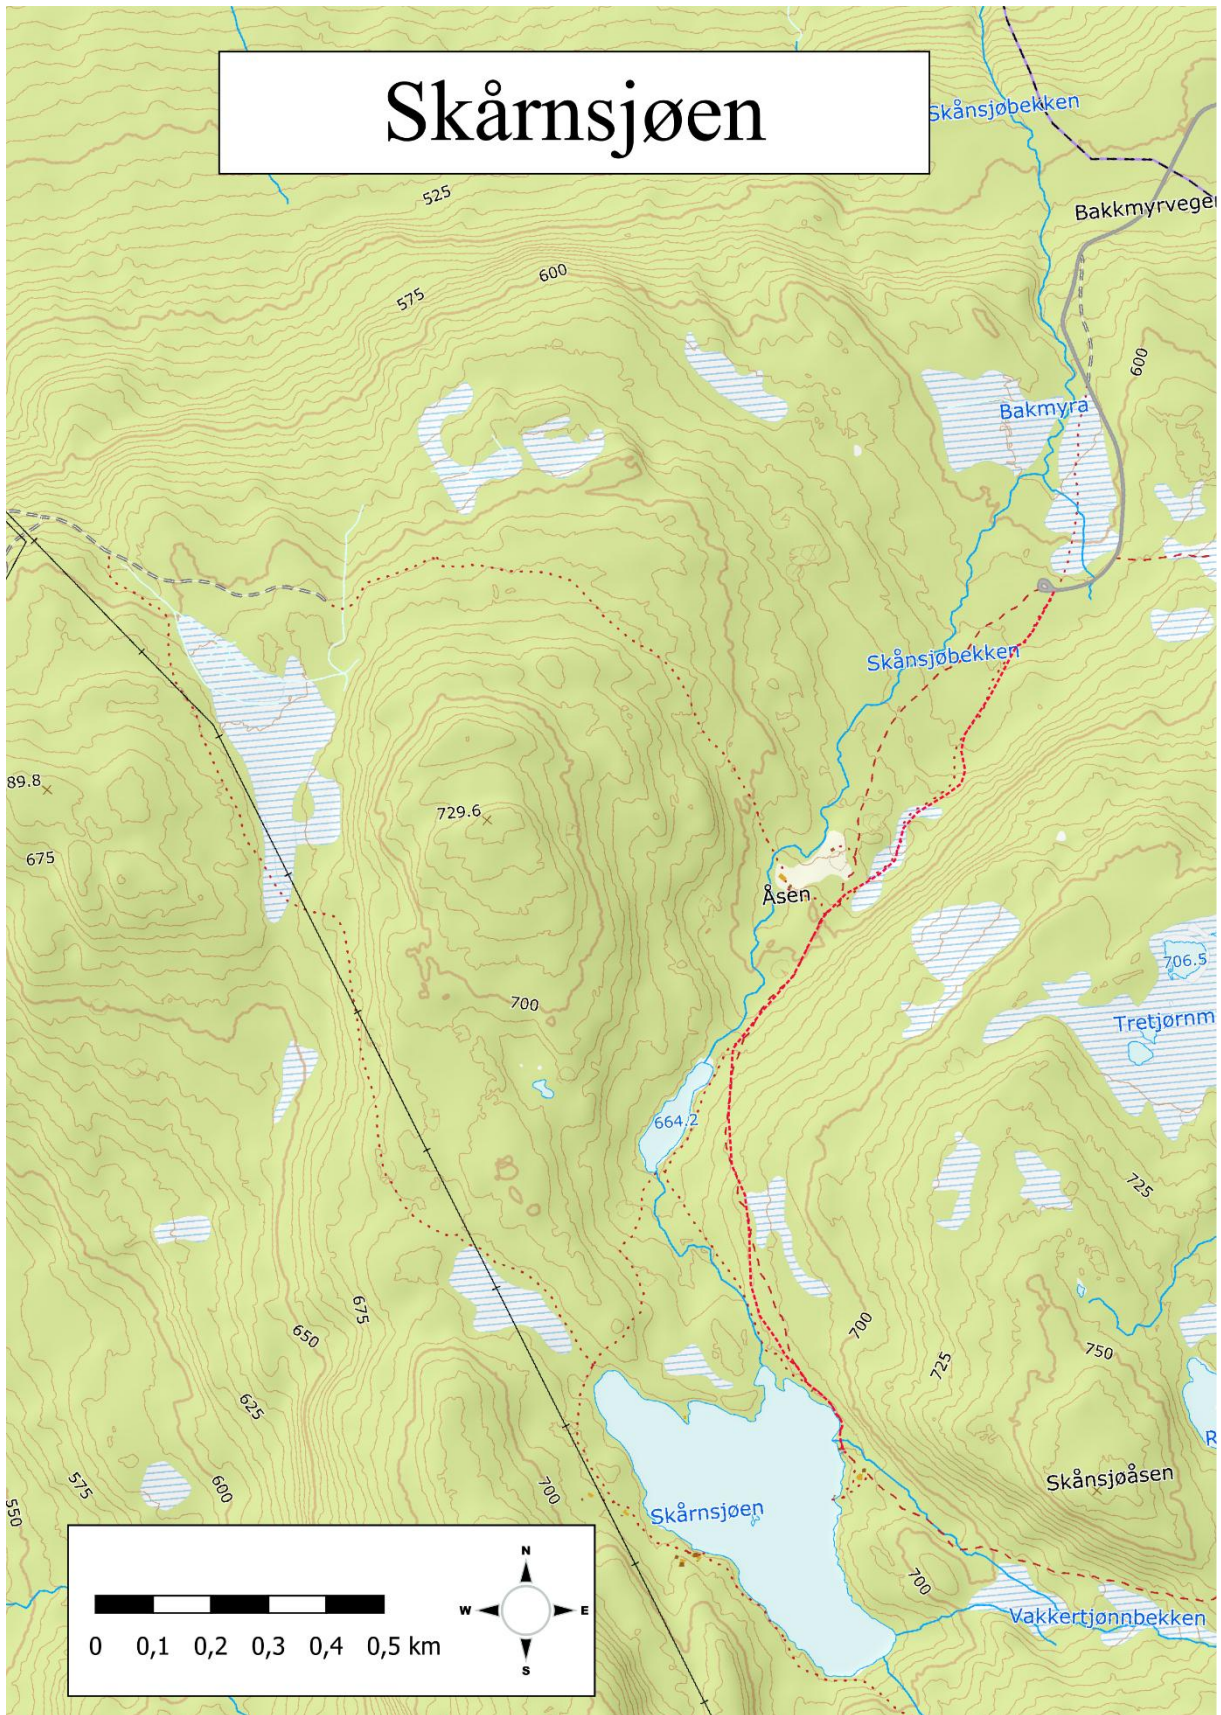 Skårnsjøen
Skånsjøbekken
525
Bakkmyrvegen
600
575
600
Bakmyra
Skånsjøbekken
89.8
729.6
675
Åsen
706.5
700
Tretjørnm
664.2
725
675
650
700
750
725
625
R
Skånsjøåsen
575
600
700
550
Skårnsjøen
N
700
W
E
Vakkertjønnbekken
0 0,1 0,2 0,3 0,4 0,5 km
S